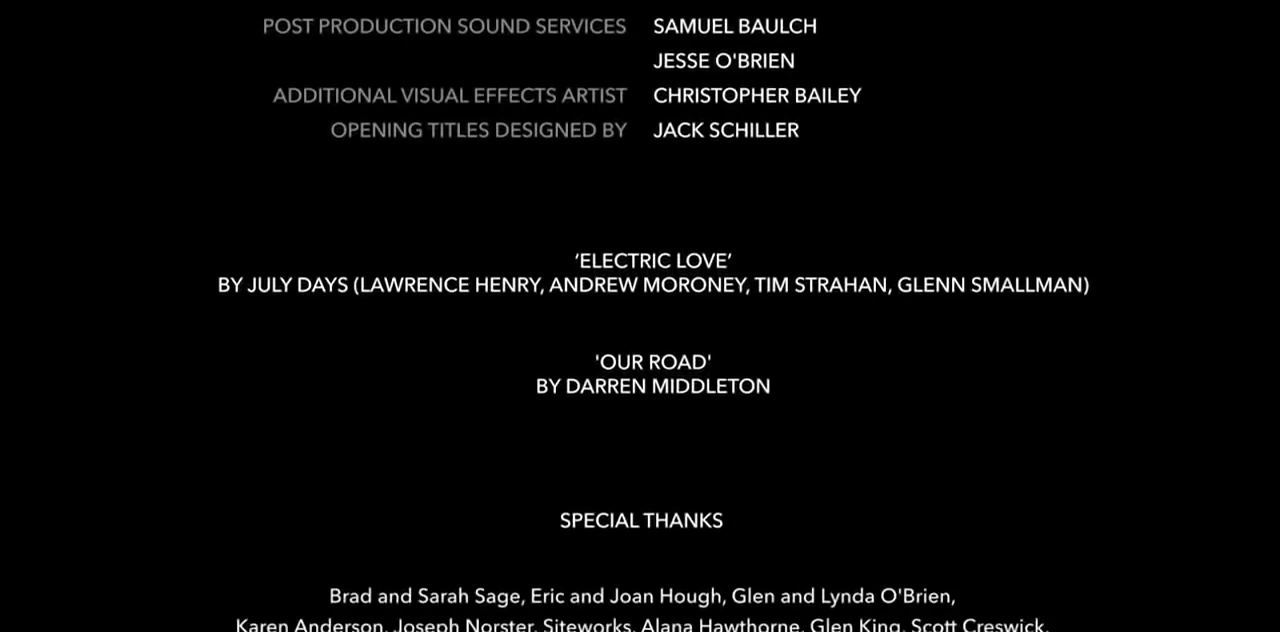 POST PRODUCTION SOUND SERVICES SAMUEL BAULCH
JESSE O'BRIEN
ADDITIONAL VISUAL EFFECTS ARTIST CHRISTOPHER BAILEY
OPENING TITLES DESIGNED BY JACK SCHILLER
‘ELECTRIC LOVE’
BY JULY DAYS (LAWRENCE HENRY, ANDREW MORONEY, TIM STRAHAN, GLENN SMALLMAN)
'OUR ROAD'
BY DARREN MIDDLETON
SPECIAL THANKS
Brad and Sarah Sage, Eric and Joan Hough, Glen and Lynda O'Brien,
Karen Anderson, Joseph Norster, Siteworks, Alana Hawthorne, Glen King, Scott Creswick,